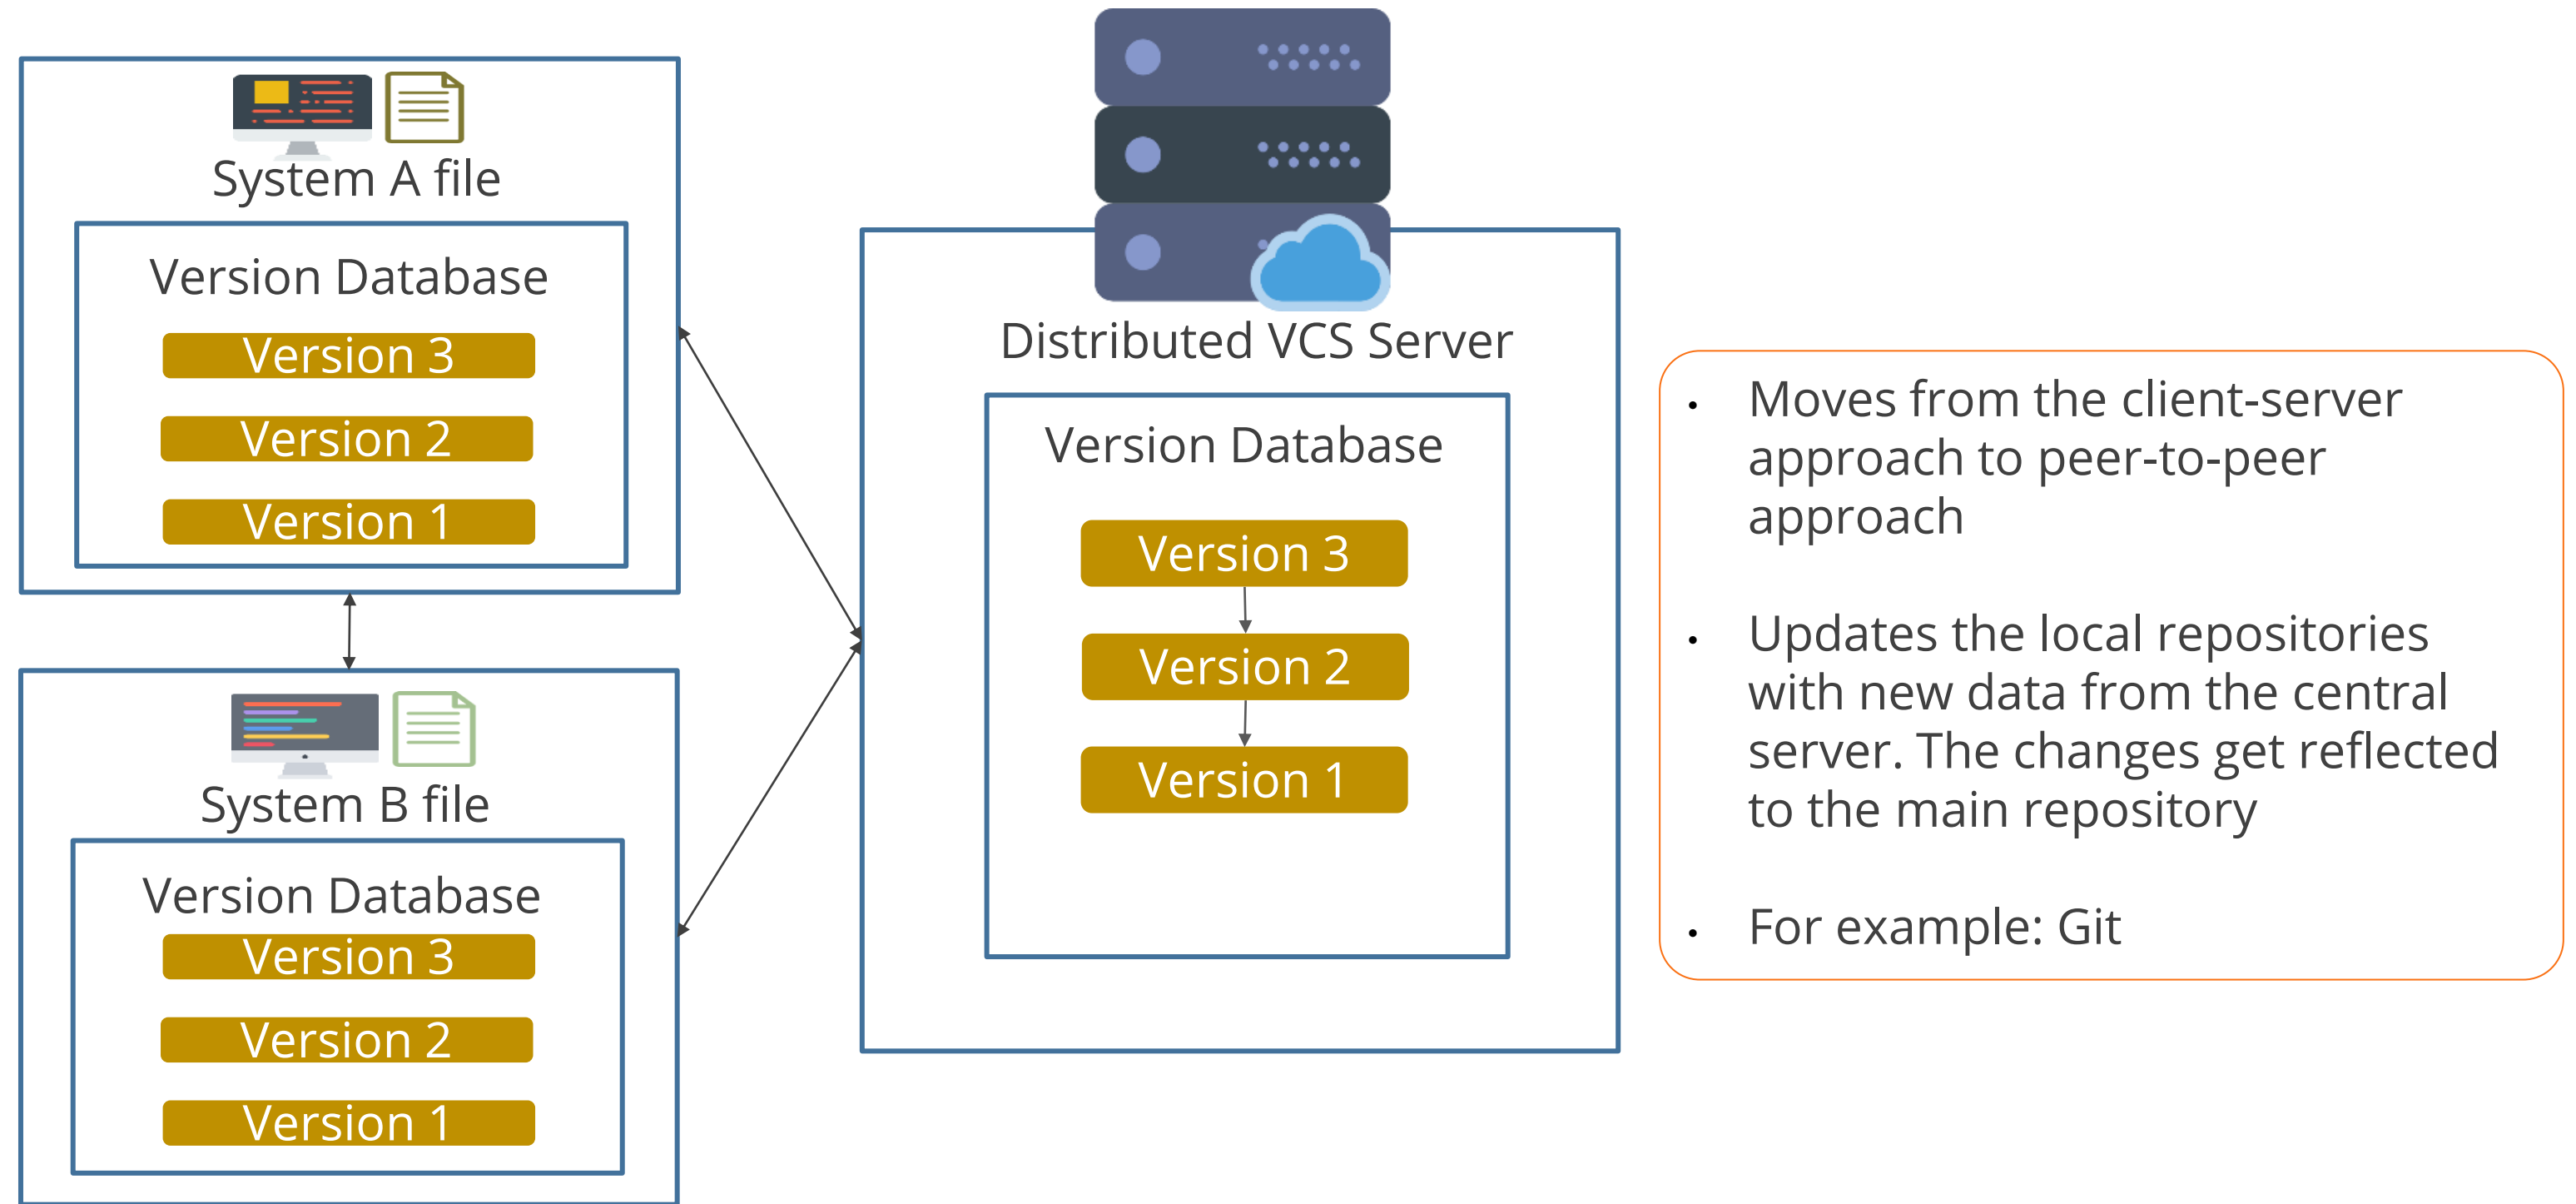 System A file
Version Database
Version 3
Version 2
Version 1
System B file
Version Database
Version 3
Version 2
Version 1
Distributed VCS Server
Version Database
Version 3
Version 2
Version 1
• Moves from the client-server
approach to peer-to-peer
approach
• Updates the local repositories
with new data from the central
server. The changes get reflected
to the main repository
• For example: Git